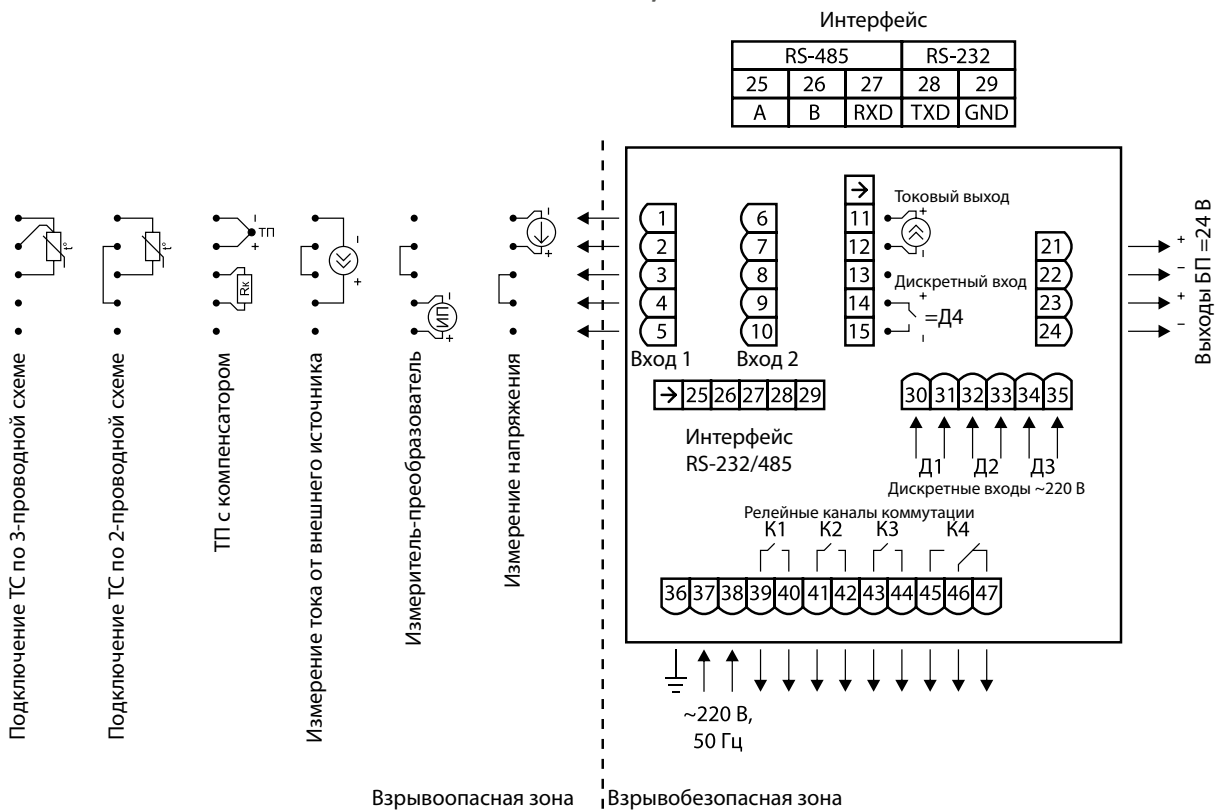 Интерфейс
RS-485 RS-232
25 26 27 28 29
A B RXD TXD GND
Подключение ТС по 3-проводной схеме
t°
Подключение ТС по 2-проводной схеме
t°
ТП с компенсатором
– + ТП
Rк
Измерение тока от внешнего источника
– +
Измеритель-преобразователь
– + ИП
Измерение напряжения
– +
1
2
3
4
5
Вход 1
6
7
8
9
10
Вход 2
→
11
12
13
14
15
Токовый выход
+
–
Дискретный вход
+
=Д4
–
21
22
23
24
+
–
+
–
Выходы БП =24 В
→ 25 26 27 28 29
Интерфейс
RS-232/485
30 31 32 33 34 35
Д1 Д2 Д3
Дискретные входы ~220 В
Релейные каналы коммутации
К1 К2 К3 К4
36 37 38 39 40 41 42 43 44 45 46 47
~220 В,
50 Гц
Взрывоопасная зона
Взрывобезопасная зона